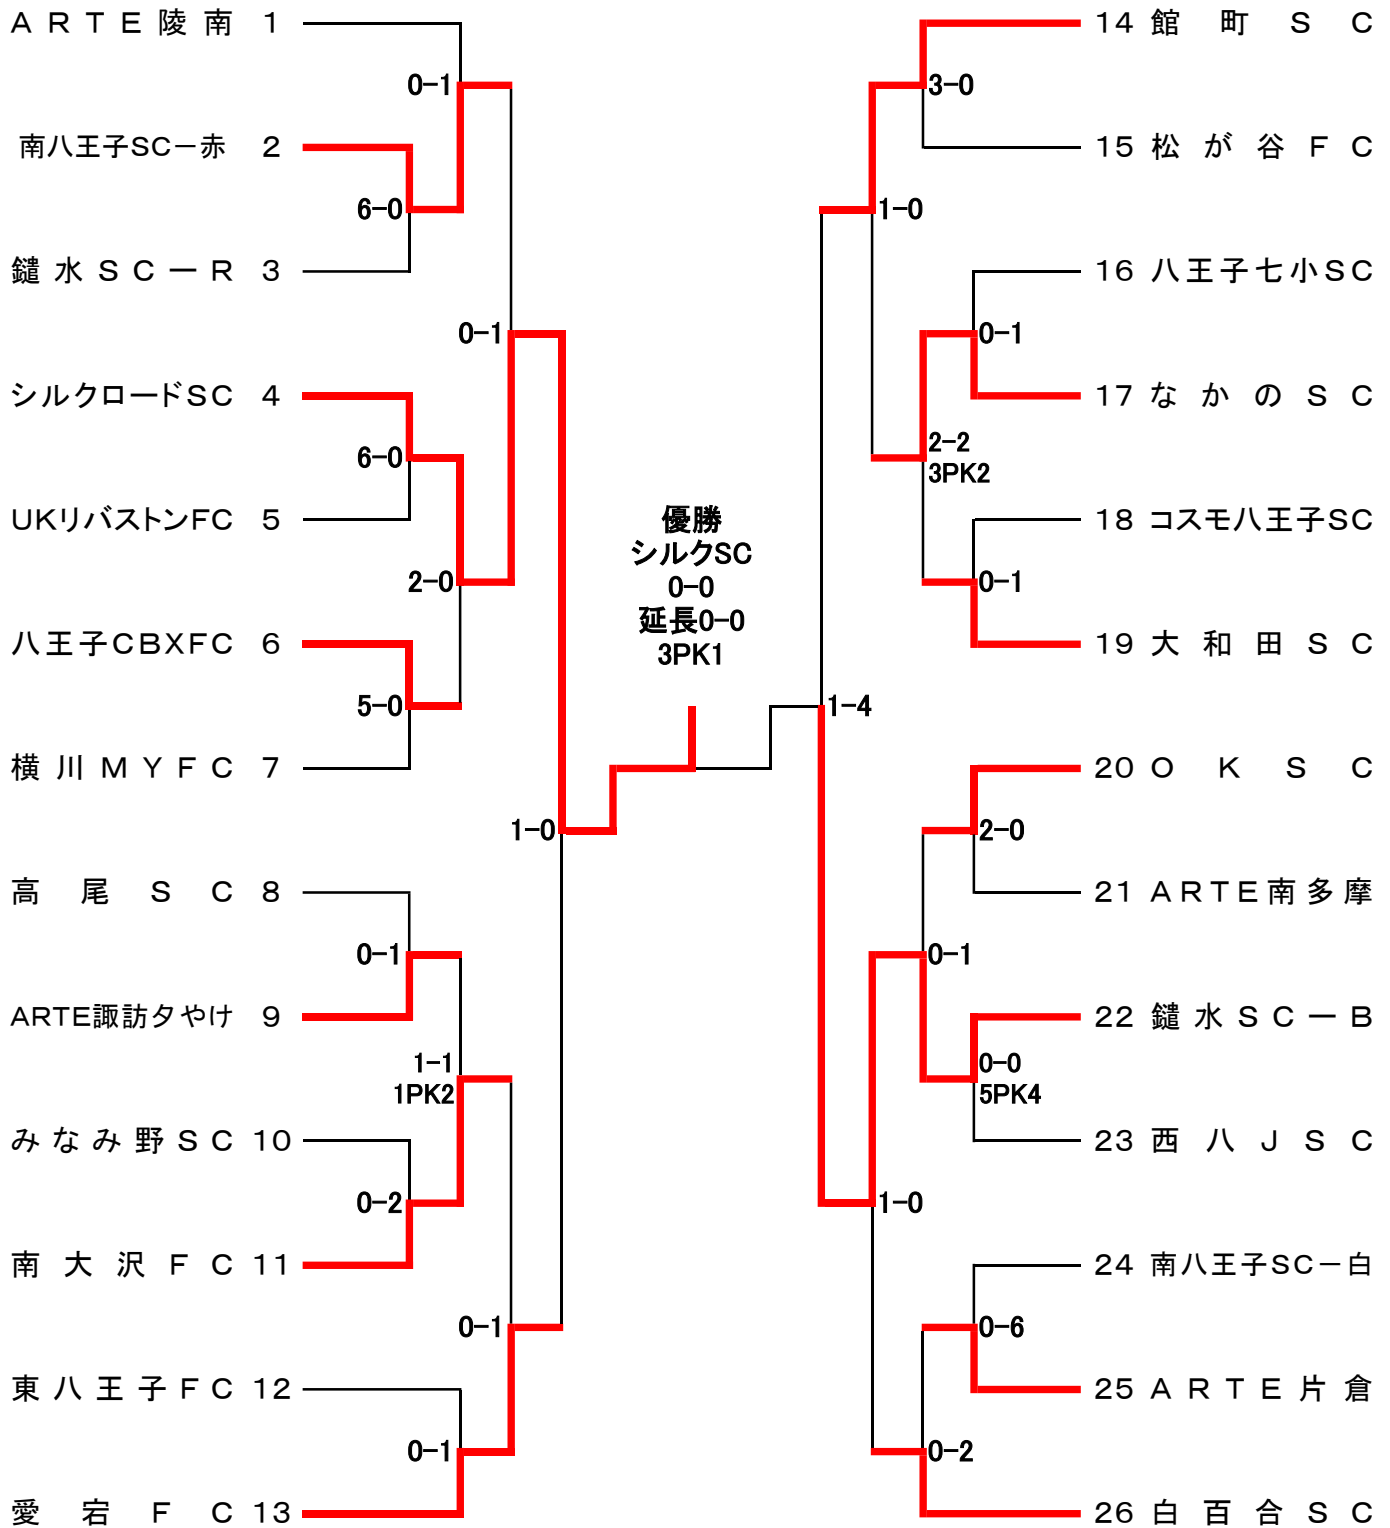 ARTE陵南 1
0-1
南八王子SC－赤 2
6-0
鑓水SC－R 3
0-1
シルクロードSC 4
6-0
UKリバストンFC 5
2-0
八王子CBXFC 6
5-0
横川MYFC 7
1-0
高尾SC 8
0-1
ARTE諏訪夕やけ 9
1-1
1PK2
みなみ野SC 10
0-2
南大沢FC 11
0-1
東八王子FC 12
0-1
愛宕FC 13
優勝
シルクSC
0-0
延長0-0
3PK1
14 館町SC
3-0
15 松が谷FC
1-0
16 八王子七小SC
0-1
17 なかのSC
2-2
3PK2
18 コスモ八王子SC
0-1
19 大和田SC
1-4
20 OKSC
2-0
21 ARTE南多摩
0-1
22 鑓水SC－B
0-0
5PK4
23 西八JSC
1-0
24 南八王子SC－白
0-6
25 ARTE片倉
0-2
26 白百合SC